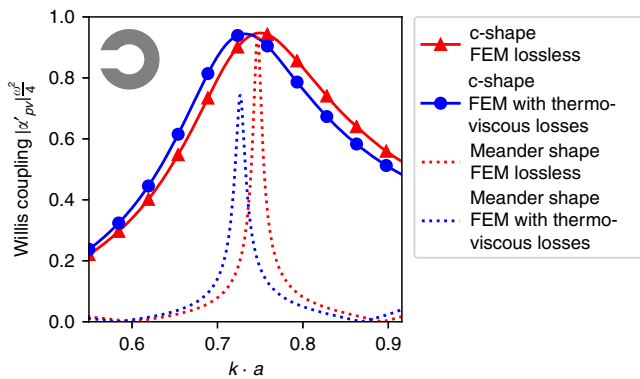 1.0
0.8
0.6
0.4
0.2
0.0
0.6
0.7
0.8
0.9
k · a
Willis coupling |α′pv|ω²/4
c-shape
FEM lossless
c-shape
FEM with thermo-
viscous losses
Meander shape
FEM lossless
Meander shape
FEM with thermo-
viscous losses